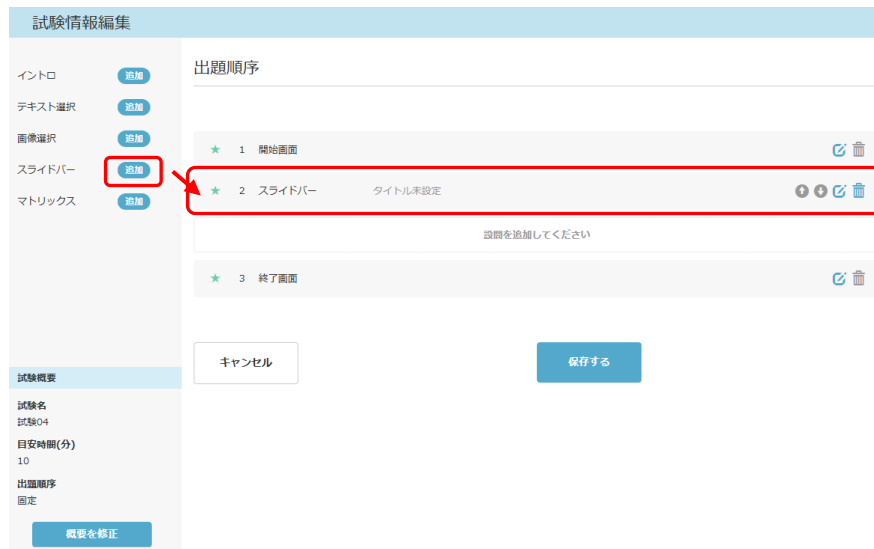 試験情報編集
イントロ 追加
テキスト選択 追加
画像選択 追加
スライドバー 追加
マトリックス 追加
試験概要
試験名
試験04
目安時間(分)
10
出題順序
固定
概要を修正
出題順序
1 開始画面
2 スライドバー タイトル未設定
設問を追加してください
3 終了画面
キャンセル 保存する